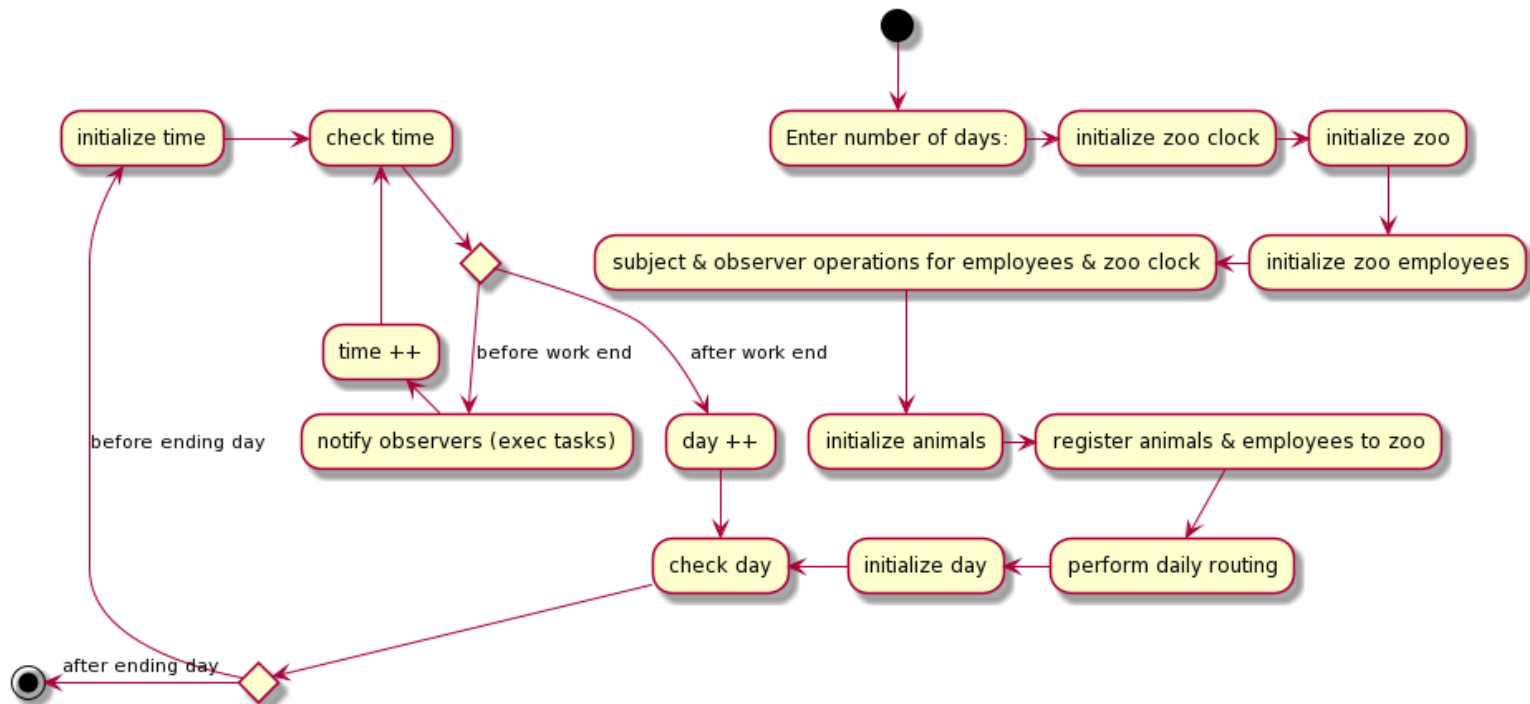 initialize time
check time
Enter number of days:
initialize zoo clock
initialize zoo
subject & observer operations for employees & zoo clock
initialize zoo employees
time ++
before work end
after work end
before ending day
notify observers (exec tasks)
day ++
initialize animals
register animals & employees to zoo
check day
initialize day
perform daily routing
after ending day